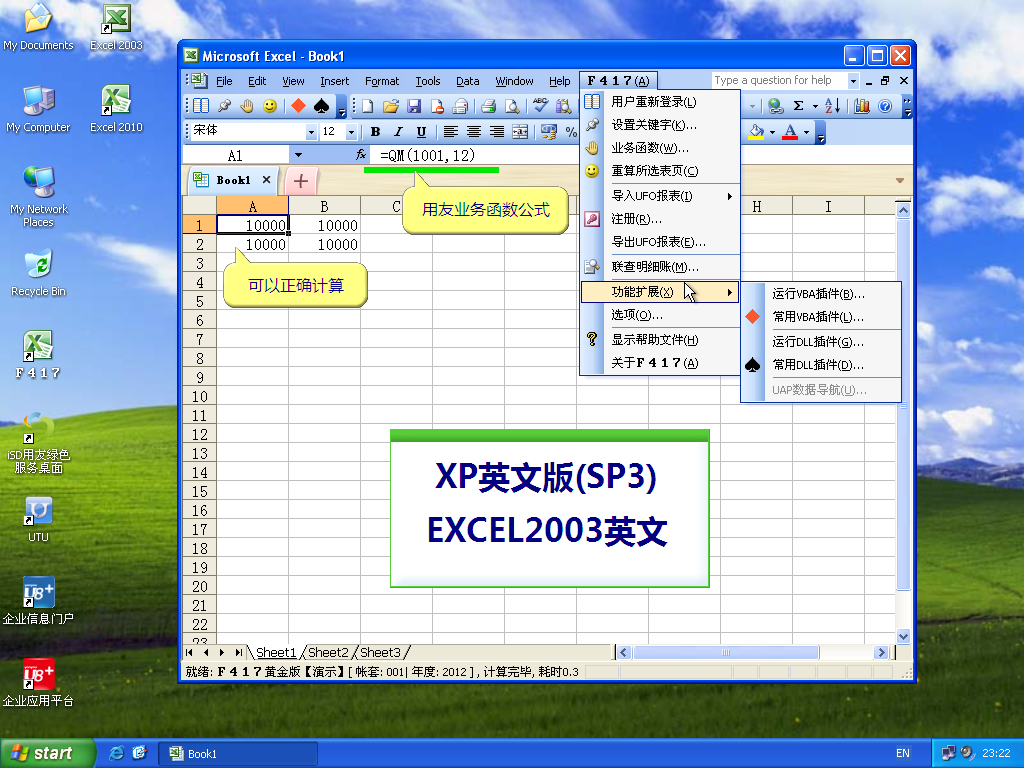 My Documents
Excel 2003
My Computer
Excel 2010
My Network
Places
Recycle Bin
F 4 1 7
iSD用友绿色
服务桌面
UTU
U8+
企业信息门户
U8+
企业应用平台
Microsoft Excel - Book1
File Edit View Insert Format Tools Data Window Help F 4 1 7 (A)
Type a question for help
宋体 12 B I U %
A1 fx =QM(1001,12)
Book1
用友业务函数公式
A B C H I
1 10000 10000
2 10000 10000
3
4
5
6
7
8
9
10
11
12
13
14
15
16
17
18
19
20
21
22
23
可以正确计算
用户重新登录(L)
设置关键字(K)...
业务函数(W)...
重算所选表页(C)
导入UFO报表(I)
注册(R)...
导出UFO报表(E)...
联查明细账(M)...
功能扩展(X)
选项(O)...
显示帮助文件(H)
关于F 4 1 7 (A)
运行VBA插件(B)...
常用VBA插件(L)...
运行DLL插件(G)...
常用DLL插件(D)...
UAP数据导航(U)...
XP英文版(SP3)
EXCEL2003英文
Sheet1 Sheet2 Sheet3
就绪: F 4 1 7 黄金版【演示】[ 帐套: 001| 年度: 2012 ] , 计算完毕, 耗时0.3
start
Book1
EN
23:22